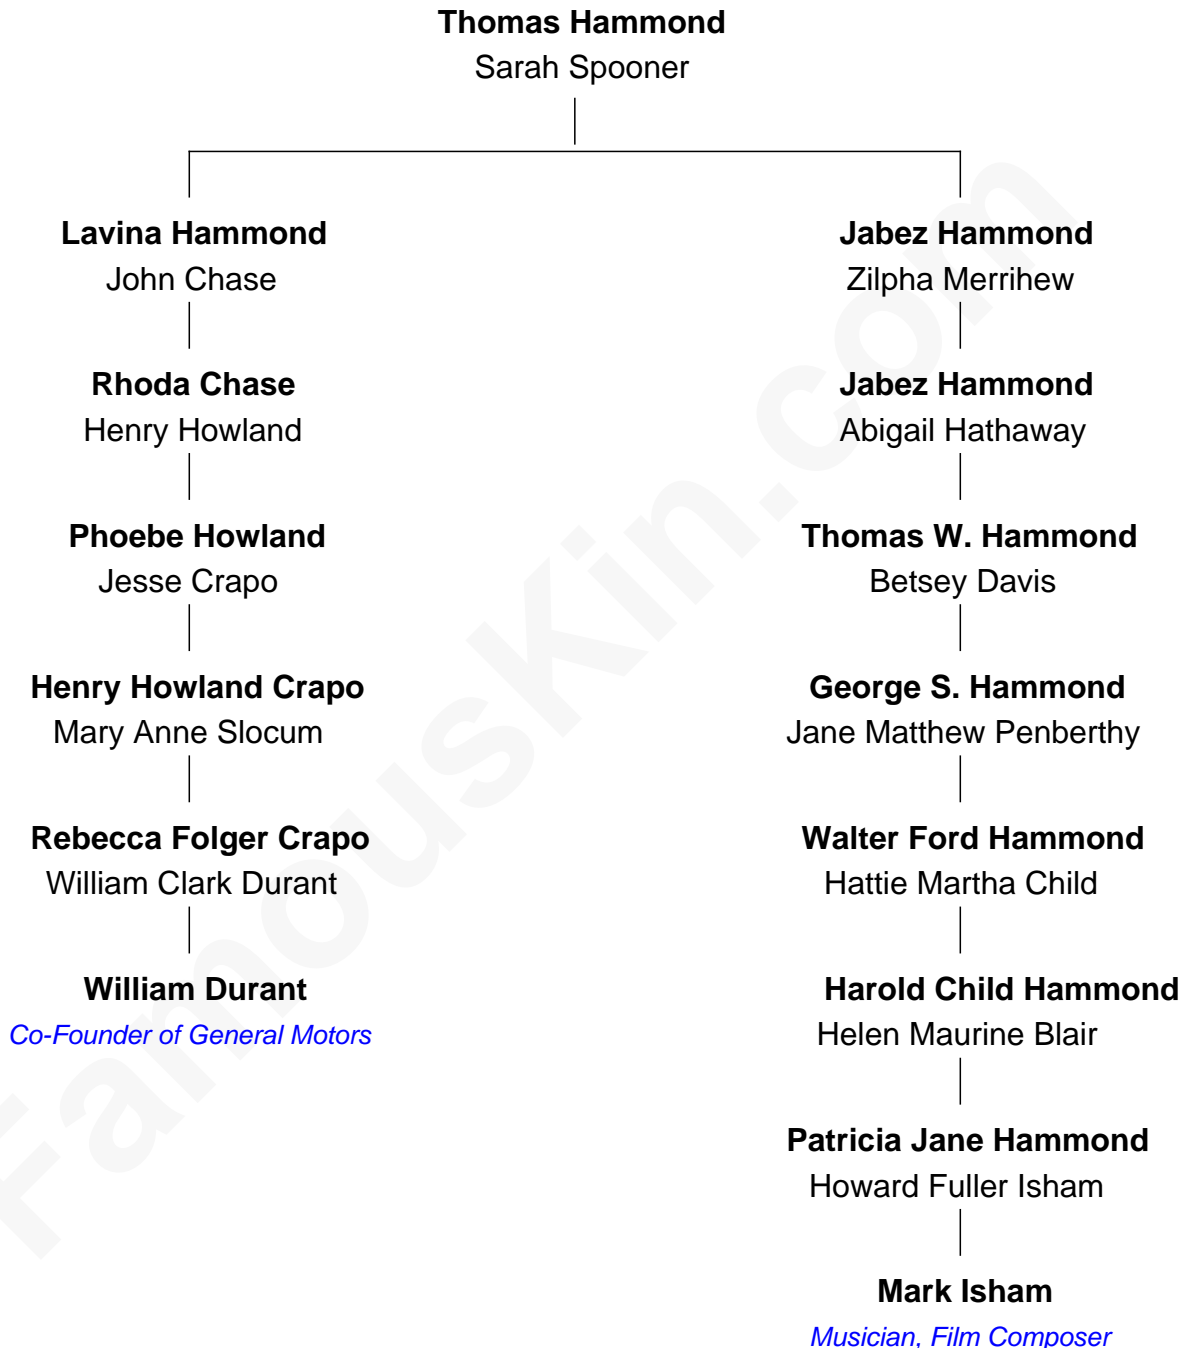 Thomas Hammond
Sarah Spooner
Lavina Hammond
John Chase
Jabez Hammond
Zilpha Merrihew
Rhoda Chase
Henry Howland
Jabez Hammond
Abigail Hathaway
Phoebe Howland
Jesse Crapo
Thomas W. Hammond
Betsey Davis
Henry Howland Crapo
Mary Anne Slocum
George S. Hammond
Jane Matthew Penberthy
Rebecca Folger Crapo
William Clark Durant
Walter Ford Hammond
Hattie Martha Child
William Durant
Co-Founder of General Motors
Harold Child Hammond
Helen Maurine Blair
Patricia Jane Hammond
Howard Fuller Isham
Mark Isham
Musician, Film Composer
FamousKin.com